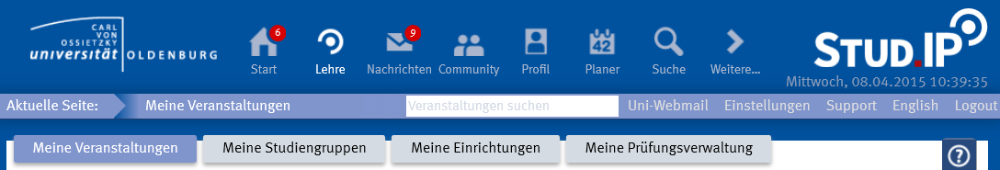 CARL
VON
OSSIETZKY
universität OLDENBURG
6
9
42
Start Lehre Nachrichten Community Profil Planer Suche Weitere...
STUD.IP
Mittwoch, 08.04.2015 10:39:35
Aktuelle Seite: Meine Veranstaltungen Veranstaltungen suchen Uni-Webmail Einstellungen Support English Logout
Meine Veranstaltungen Meine Studiengruppen Meine Einrichtungen Meine Prüfungsverwaltung ?